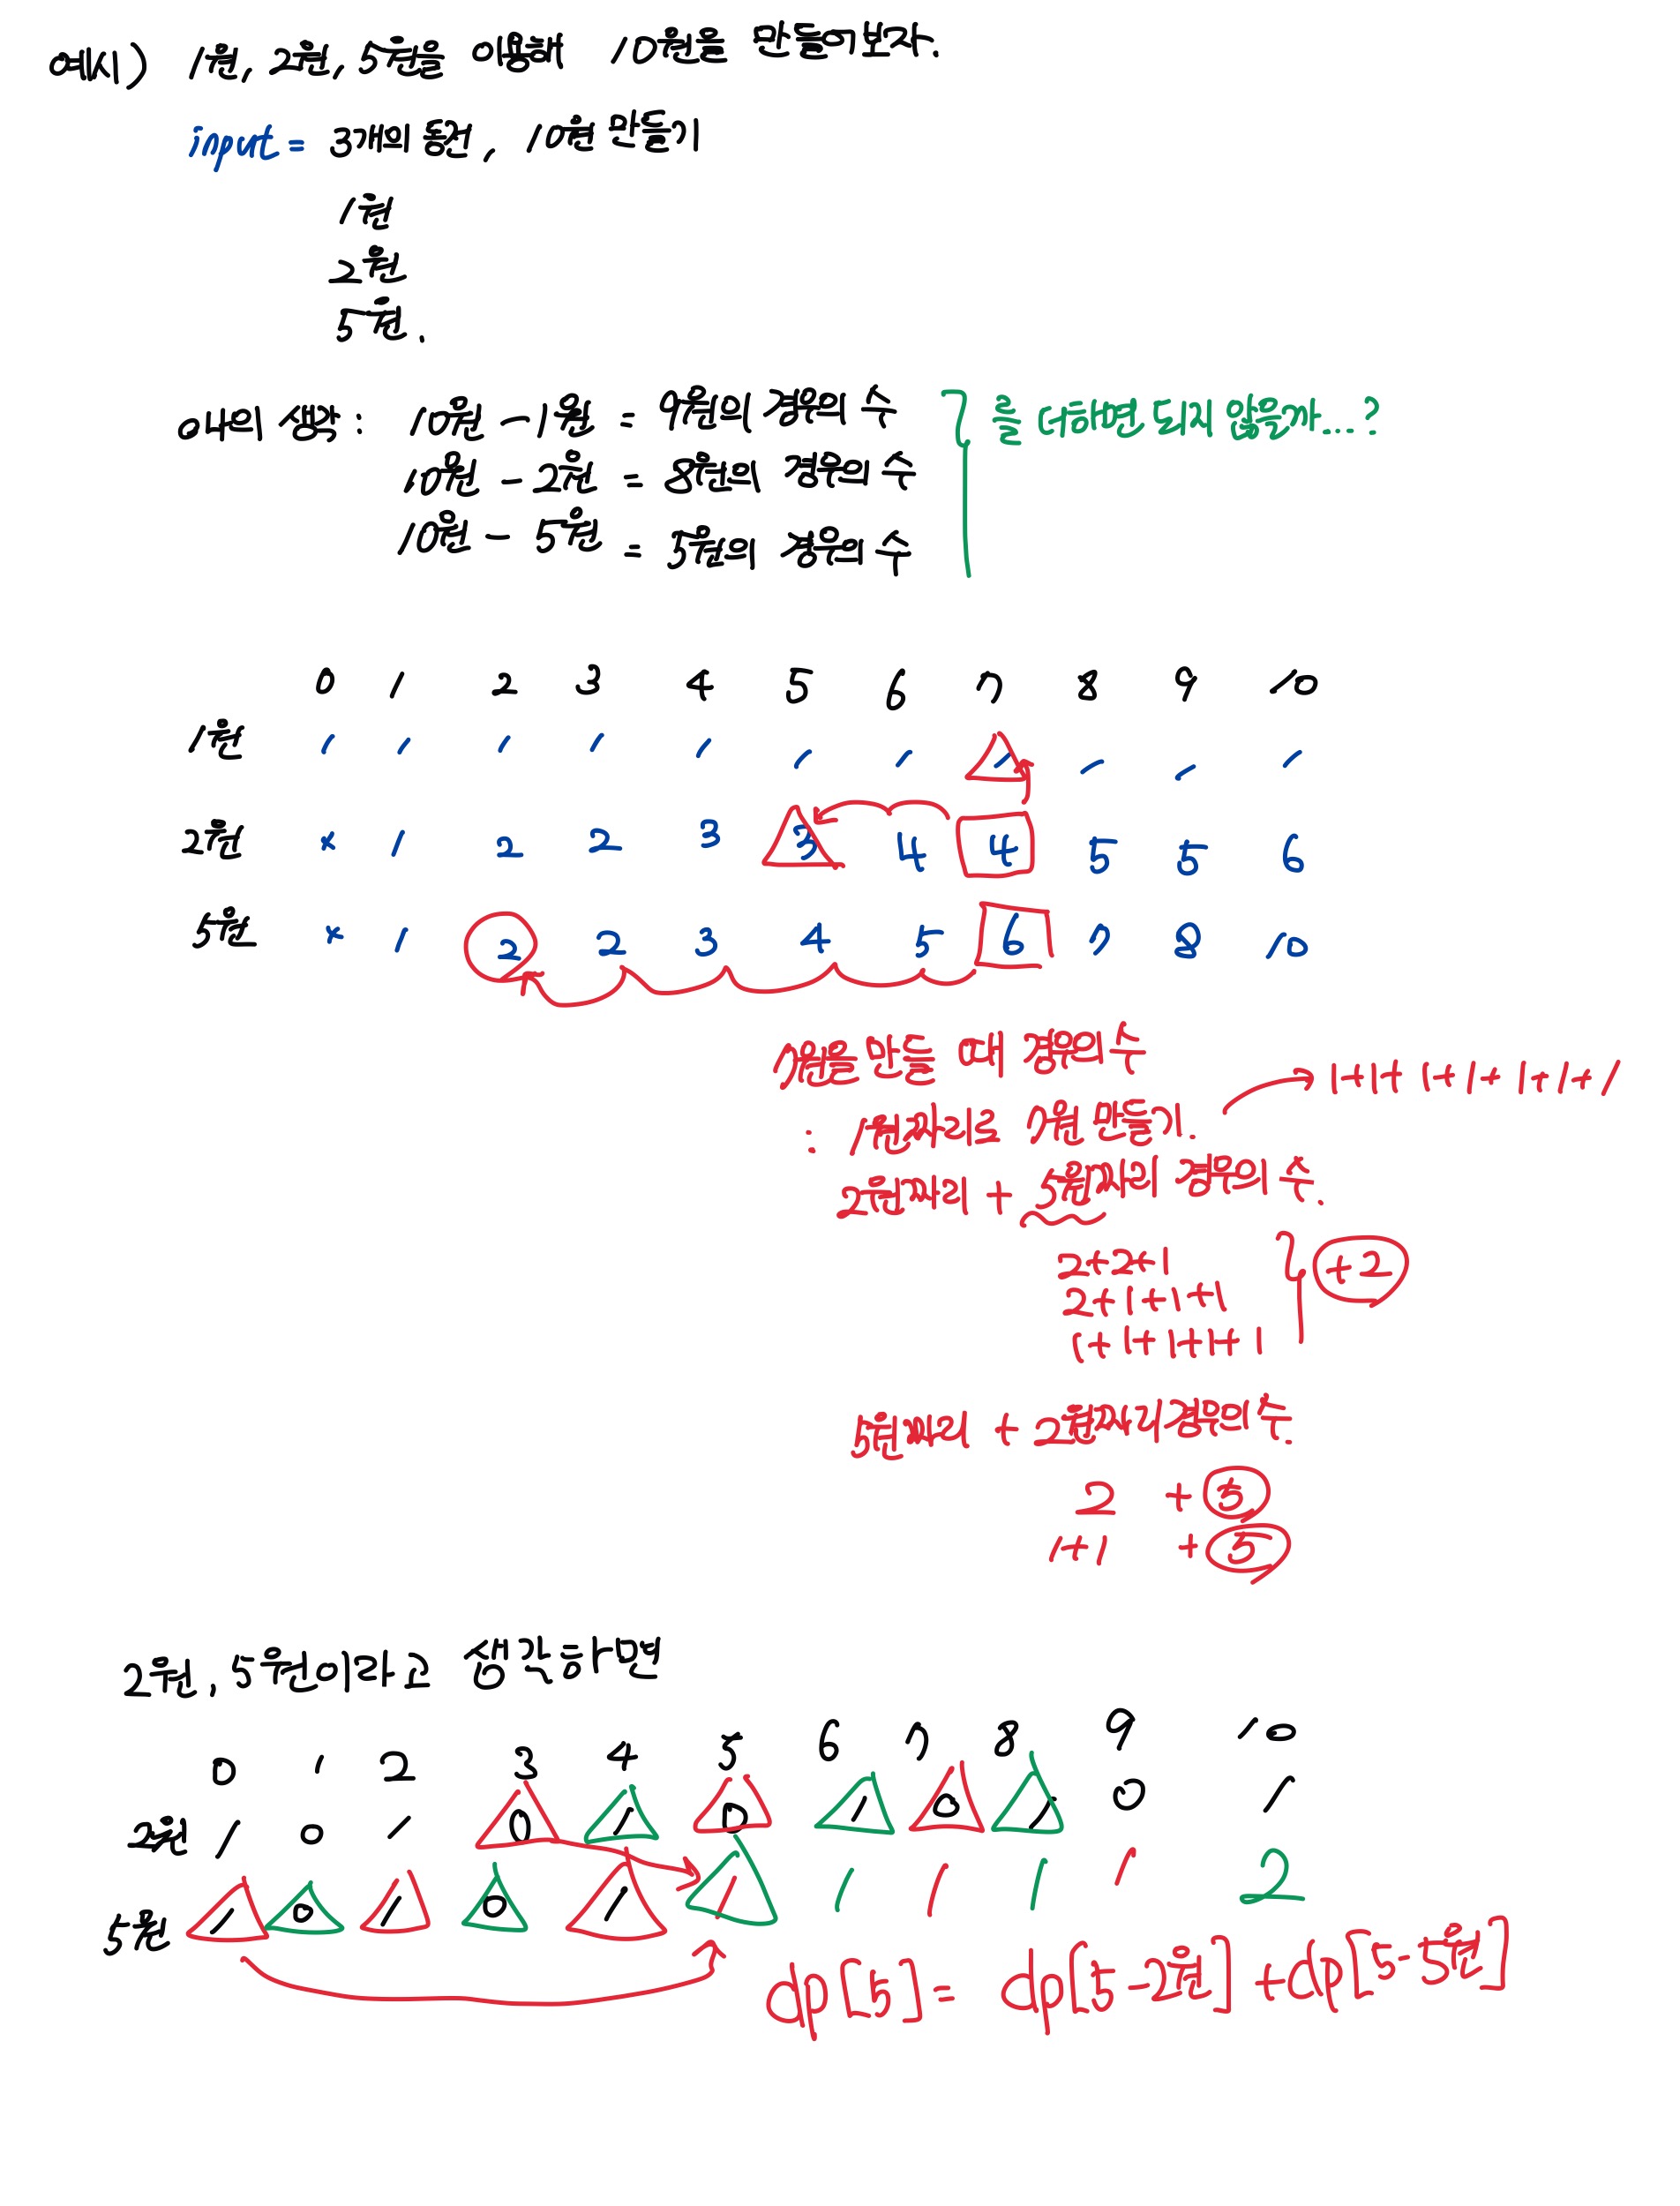 예시) 1원, 2원, 5원을 이용해 10원을 만들어보자.
input = 3개의 동전, 10원 만들기
1원
2원
5원.
나의 생각 : 10원 - 1원 = 9원의 경우의 수
10원 - 2원 = 8원의 경우의 수
10원 - 5원 = 5원의 경우의 수
를 더하면 되지 않을까...?
0 1 2 3 4 5 6 7 8 9 10
1원 1 1 1 1 1 1 1 1 1 1 1
2원 x 1 2 2 3 3 4 4 5 5 6
5원 x 1 2 2 3 4 5 6 7 8 10
7원을 만들 때 경우의 수
: 1원짜리로 7원 만들기. → 1+1+1+1+1+1+1
2원짜리 + 5원짜리 경우의 수.
2+2+1
2+1+1+1
1+1+1+1+1
+2
5원짜리 + 2원짜리 경우의 수.
2 + 5
1+1 + 5
2원, 5원이라고 생각하면
0 1 2 3 4 5 6 7 8 9 10
2원 1 0 1 0 1 0 1 0 1 0 1
5원 1 0 1 0 1 1 1 1 1 1 2
dp[5] = dp[5-2원] + dp[5-5원]